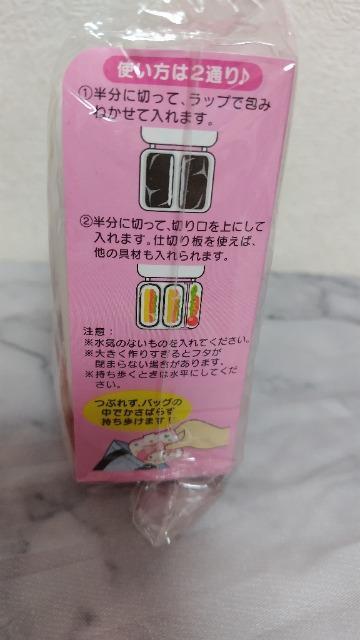 使い方は2通り♪
①半分に切って、ラップで包み
ねかせて入れます。
②半分に切って、切り口を上にして
入れます。仕切り板を使えば、
他の具材も入れられます。
注意：
※水気のないものを入れてください。
※大きく作りすぎるとフタが
閉まらない場合があります。
※持ち歩くときは水平にしてくだ
さい。
つぶれず、バッグの
中でかさばらず
持ち歩けます!